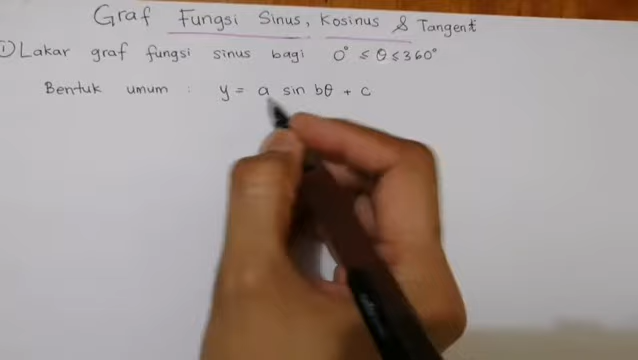 Graf Fungsi Sinus, Kosinus & Tangent
① Lakar graf fungsi sinus bagi 0° ≤ θ ≤ 360°
Bentuk umum : y = a sin bθ + c